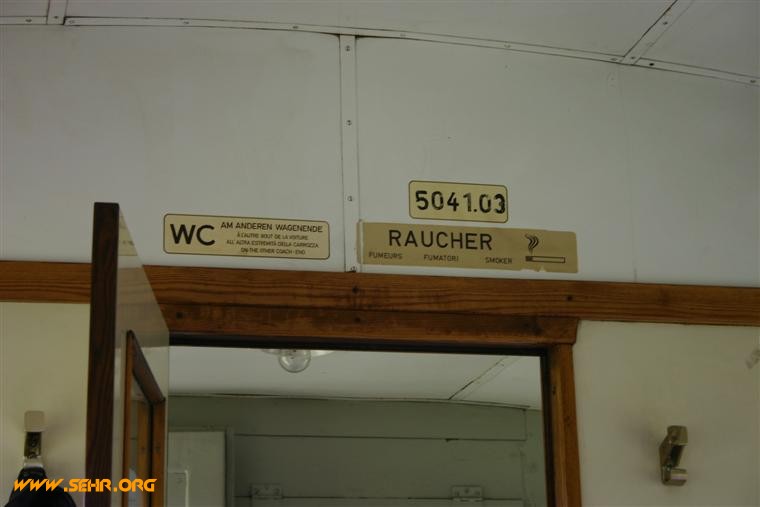 5041.03
WC AM ANDEREN WAGENENDE
À L'AUTRE BOUT DE LA VOITURE
ALL' ALTRA ESTREMITÀ DELLA CARROZZA
ON-THE OTHER COACH-END
RAUCHER
FUMEURS FUMATORI SMOKER
WWW.SEHR.ORG